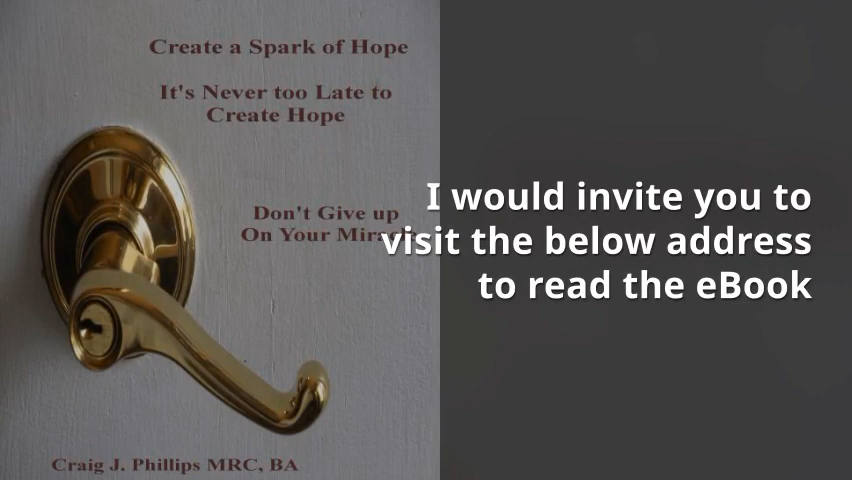 Create a Spark of Hope
It's Never too Late to
Create Hope
Don't Give up
On Your
I would invite you to
visit the below address
to read the eBook
Craig J. Phillips MRC, BA